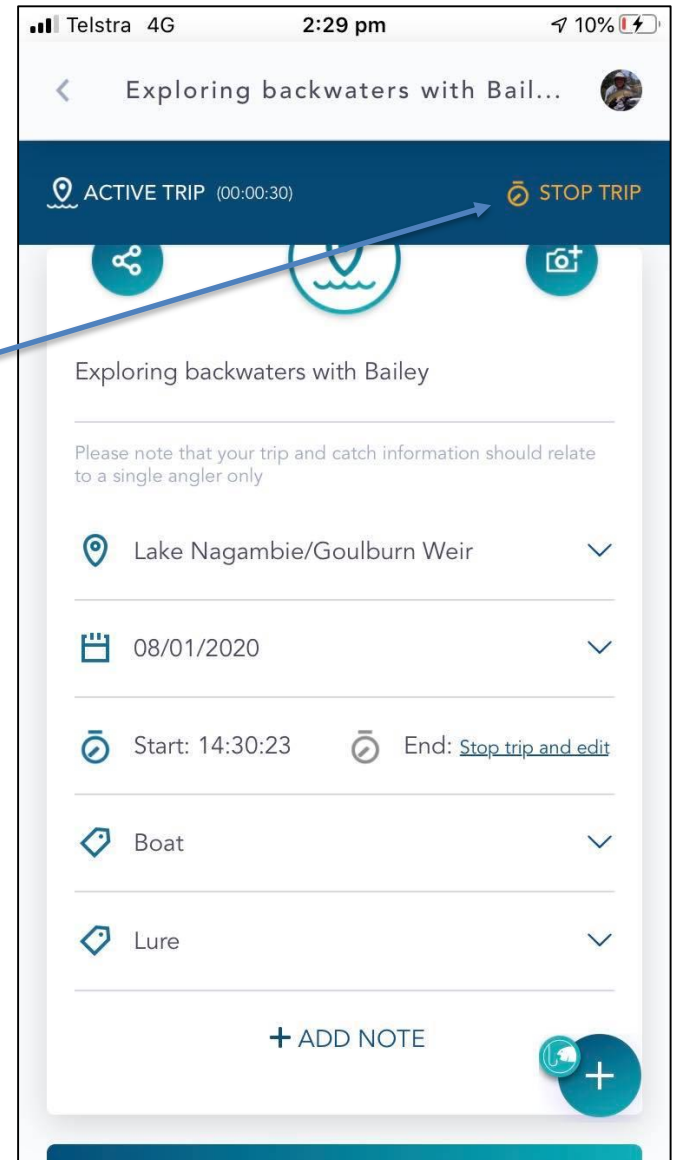 Telstra 4G 2:29 pm 10%
Exploring backwaters with Bail...
ACTIVE TRIP (00:00:30) STOP TRIP
Exploring backwaters with Bailey
Please note that your trip and catch information should relate
to a single angler only
Lake Nagambie/Goulburn Weir
08/01/2020
Start: 14:30:23 End: Stop trip and edit
Boat
Lure
+ ADD NOTE